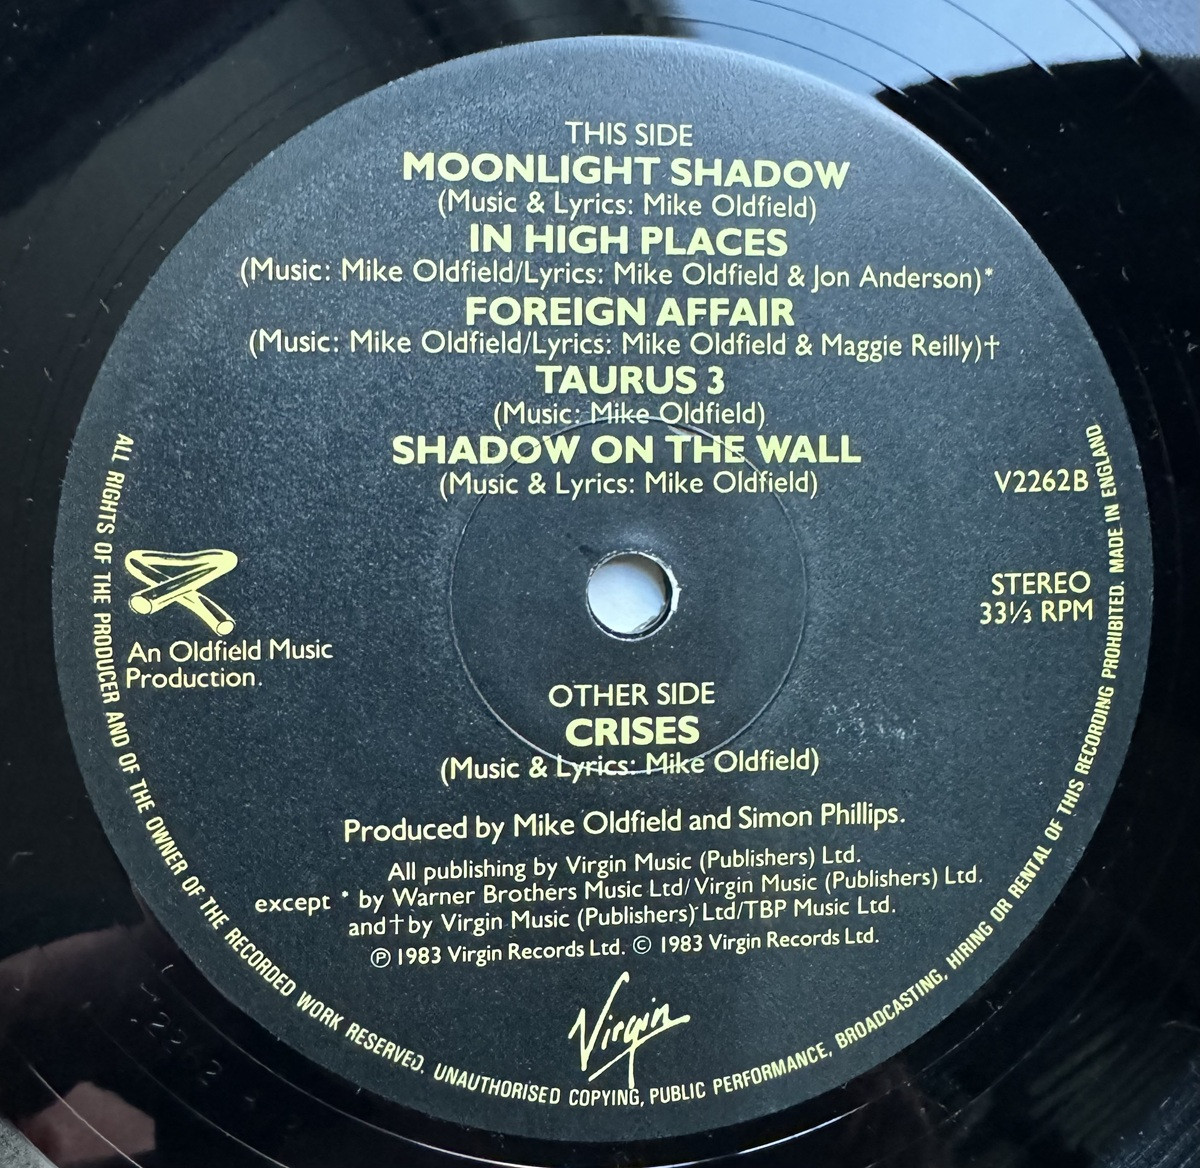 THIS SIDE
MOONLIGHT SHADOW
(Music & Lyrics: Mike Oldfield)
IN HIGH PLACES
(Music: Mike Oldfield/Lyrics: Mike Oldfield & Jon Anderson)*
FOREIGN AFFAIR
(Music: Mike Oldfield/Lyrics: Mike Oldfield & Maggie Reilly)†
TAURUS 3
(Music: Mike Oldfield)
SHADOW ON THE WALL
(Music & Lyrics: Mike Oldfield)
V2262B
STEREO
33⅓ RPM
An Oldfield Music
Production.
OTHER SIDE
CRISES
(Music & Lyrics: Mike Oldfield)
Produced by Mike Oldfield and Simon Phillips.
All publishing by Virgin Music (Publishers) Ltd.
except * by Warner Brothers Music Ltd/Virgin Music (Publishers) Ltd.
and † by Virgin Music (Publishers) Ltd/TBP Music Ltd.
℗ 1983 Virgin Records Ltd. © 1983 Virgin Records Ltd.
Virgin
ALL RIGHTS OF THE PRODUCER AND OF THE OWNER OF THE RECORDED WORK RESERVED. UNAUTHORISED COPYING, PUBLIC PERFORMANCE, BROADCASTING, HIRING OR RENTAL OF THIS RECORDING PROHIBITED. MADE IN ENGLAND